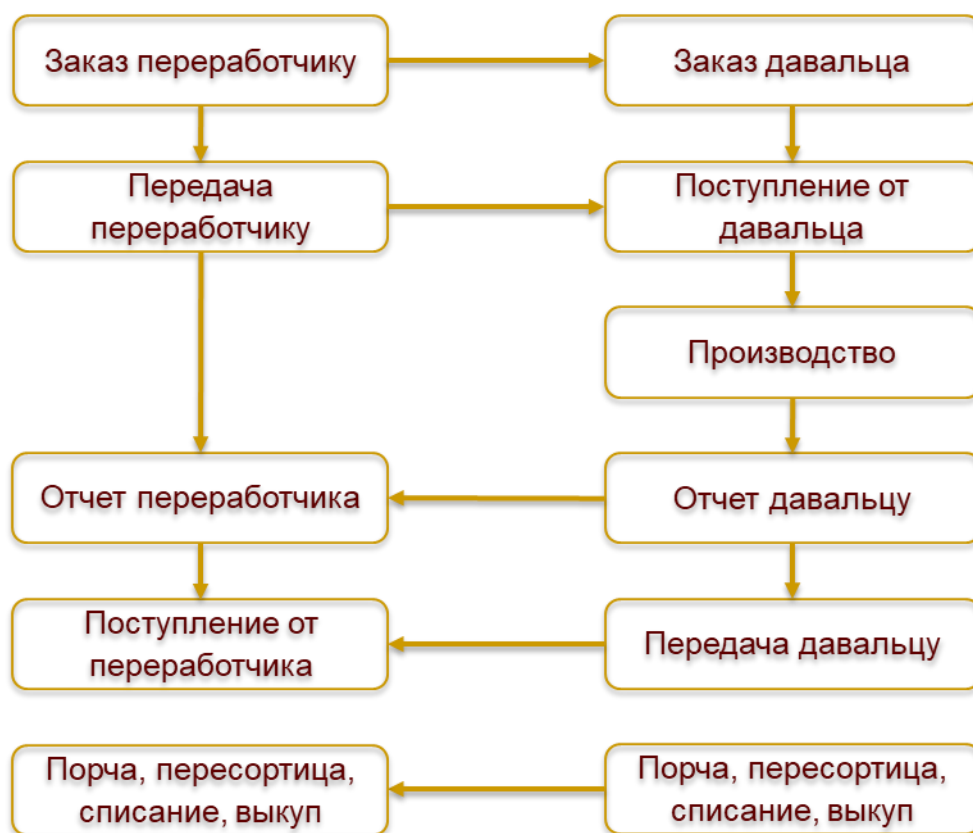 Заказ переработчику
Заказ давальца
Передача
переработчику
Поступление от
давальца
Производство
Отчет переработчика
Отчет давальцу
Поступление от
переработчика
Передача давальцу
Порча, пересортица,
списание, выкуп
Порча, пересортица,
списание, выкуп